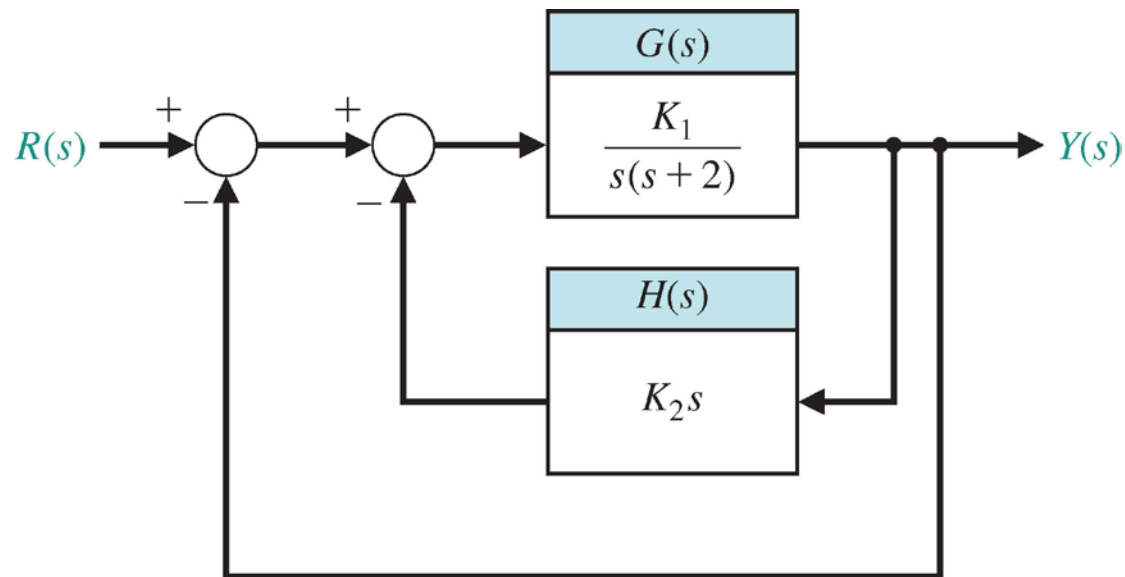 G(s)
+
+
R(s)
K₁
s(s + 2)
Y(s)
−
−
H(s)
K₂s